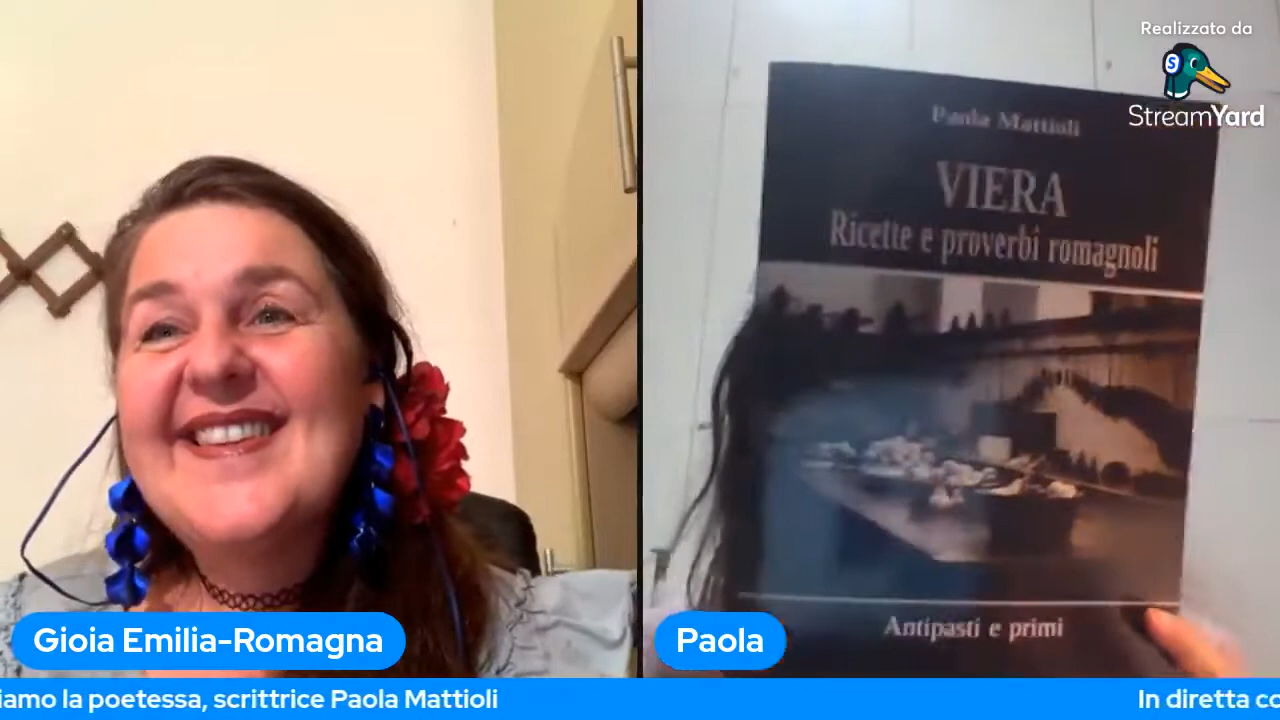 Realizzato da
StreamYard
Paola Mattioli
VIERA
Ricette e proverbi romagnoli
Antipasti e primi
Gioia Emilia-Romagna
Paola
iamo la poetessa, scrittrice Paola Mattioli
In diretta co